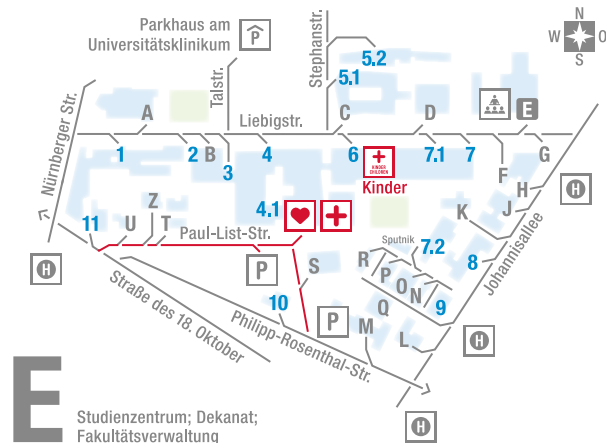 Parkhaus am
Universitätsklinikum
P
Stephanstr.
5.2
5.1
N
W O
S
Talstr.
Nürnberger Str.
A
Liebigstr.
C
D
E
1
2
B
3
4
6
KINDER
CHILDREN
Kinder
7.1
7
F
G
H
H
J
Johannisallee
K
4.1
Z
11
U
T
Paul-List-Str.
H
P
S
Sputnik
7.2
R
P
O
N
Q
8
9
10
P
M
L
H
Straße des 18. Oktober
Philipp-Rosenthal-Str.
H
E
Studienzentrum; Dekanat;
Fakultätsverwaltung